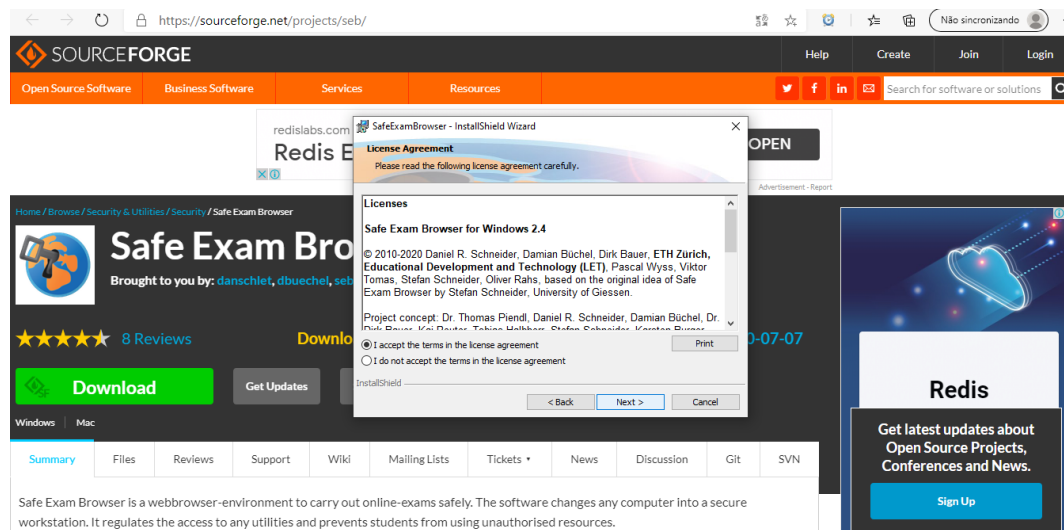 https://sourceforge.net/projects/seb/
Não sincronizando
SOURCEFORGE
Help
Create
Join
Login
Open Source Software
Business Software
Services
Resources
Search for software or solutions
redislabs.com
Redis E
OPEN
Advertisement - Report
SafeExamBrowser - InstallShield Wizard
License Agreement
Please read the following license agreement carefully.
Licenses
Safe Exam Browser for Windows 2.4
© 2010-2020 Daniel R. Schneider, Damian Büchel, Dirk Bauer, ETH Zürich,
Educational Development and Technology (LET), Pascal Wyss, Viktor
Tomas, Stefan Schneider, Oliver Rahs, based on the original idea of Safe
Exam Browser by Stefan Schneider, University of Giessen.
Project concept: Dr. Thomas Piendl, Daniel R. Schneider, Damian Büchel, Dr.
Dirk Bauer, Kai Reuter, Tobias Halbherr, Stefan Schneider, Karsten Burger,
I accept the terms in the license agreement
Print
I do not accept the terms in the license agreement
InstallShield
< Back
Next >
Cancel
Home / Browse / Security & Utilities / Security / Safe Exam Browser
Safe Exam Bro
Brought to you by: danschlet, dbuechel, seb
8 Reviews
Downlo
0-07-07
Download
Get Updates
Windows
Mac
Summary
Files
Reviews
Support
Wiki
Mailing Lists
Tickets
News
Discussion
Git
SVN
Safe Exam Browser is a webbrowser-environment to carry out online-exams safely. The software changes any computer into a secure
workstation. It regulates the access to any utilities and prevents students from using unauthorised resources.
Redis
Get latest updates about
Open Source Projects,
Conferences and News.
Sign Up